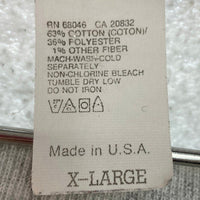 RN 68046 CA 20832
63% COTTON (COTON)/
36% POLYESTER
1% OTHER FIBER
MACH-WASH-COLD
SEPARATELY
NON-CHLORINE BLEACH
TUMBLE DRY LOW
DO NOT IRON
Made in U.S.A.
X-LARGE